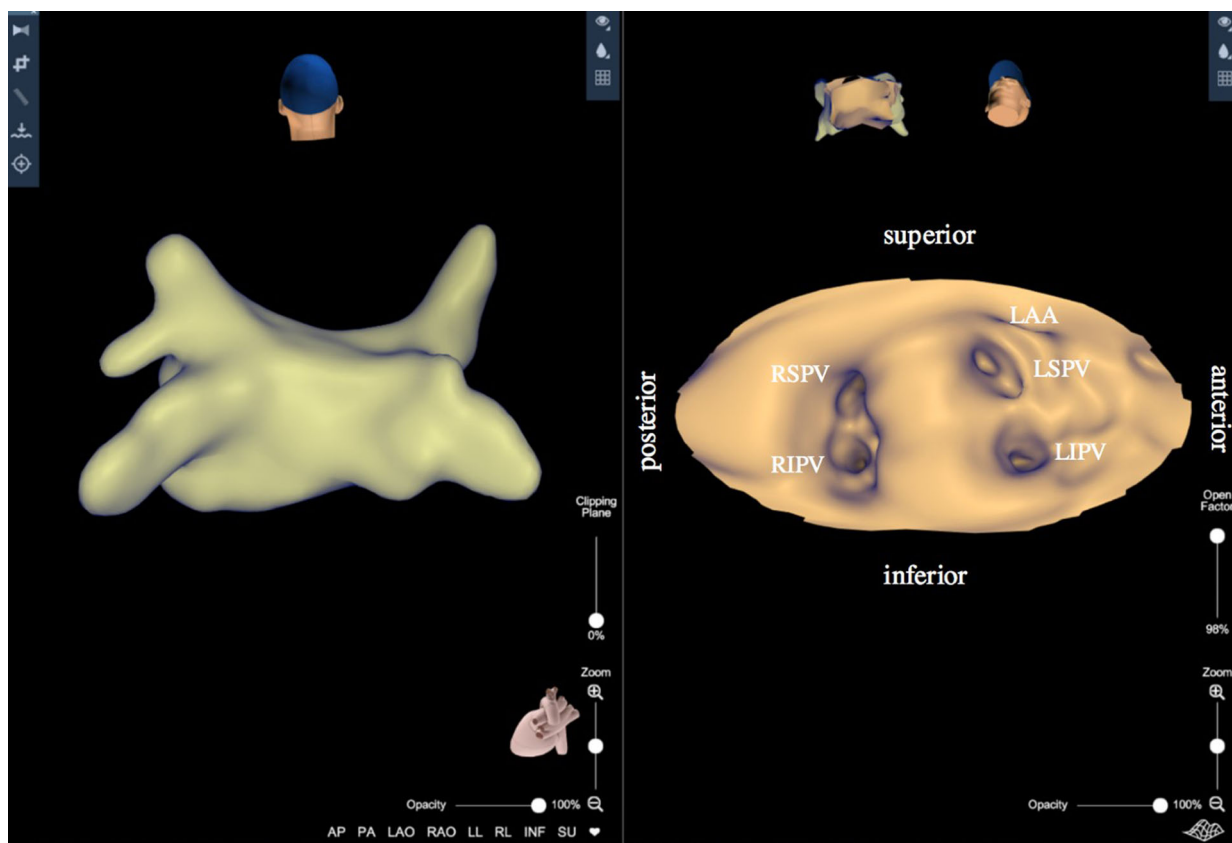 Clipping
Plane
0%
Zoom
Opacity
100%
AP PA LAO RAO LL RL INF SU
superior
LAA
LSPV
RSPV
RIPV
LIPV
posterior
anterior
inferior
Open
Factor
98%
Zoom
Opacity
100%